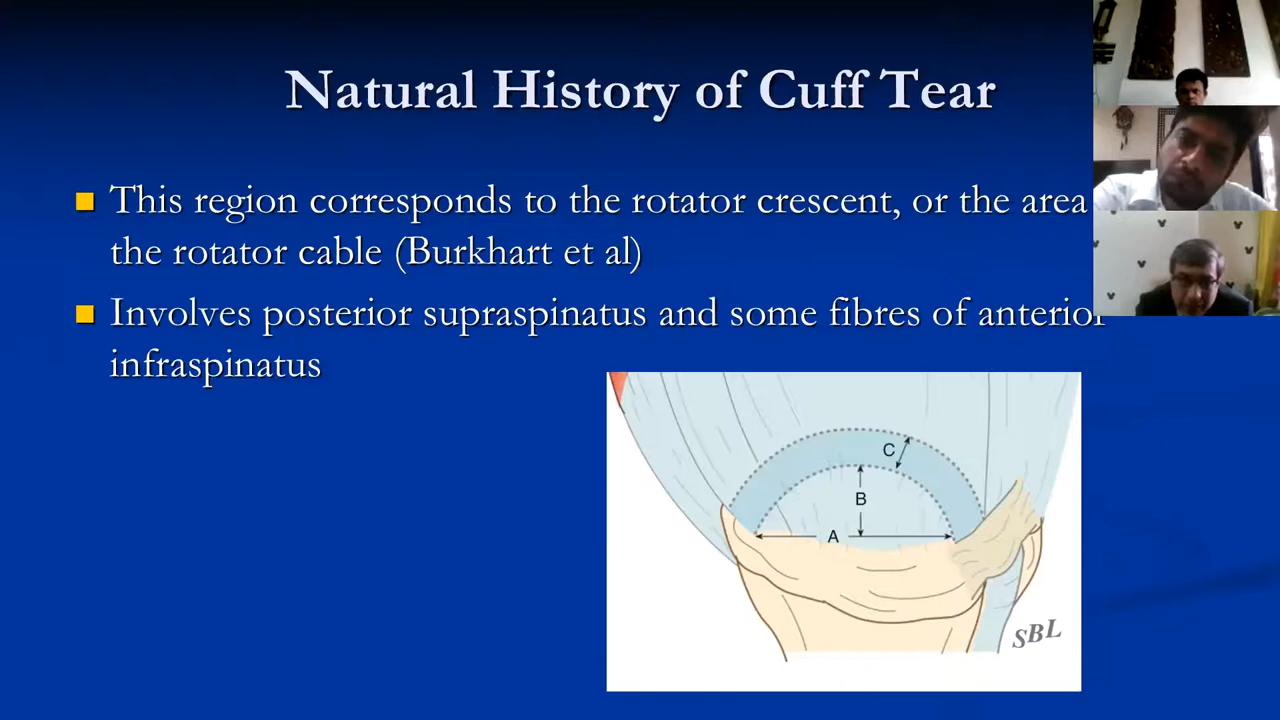 Natural History of Cuff Tear
This region corresponds to the rotator crescent, or the area
the rotator cable (Burkhart et al)
Involves posterior supraspinatus and some fibres of anterior
infraspinatus
C
B
A
SBL